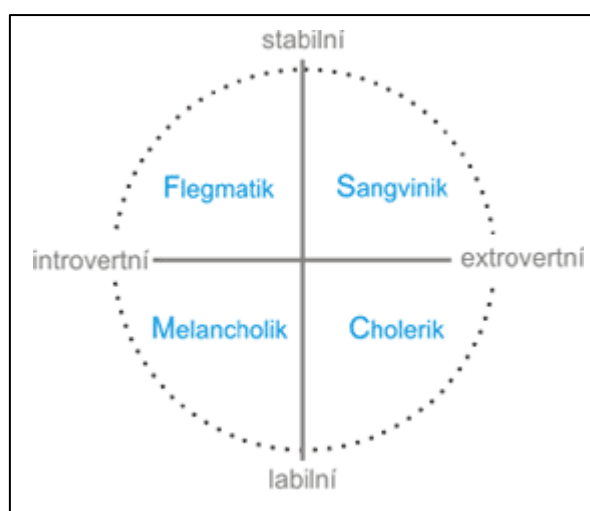 stabilní
Flegmatik Sangvinik
introvertní extrovertní
Melancholik Cholerik
labilní